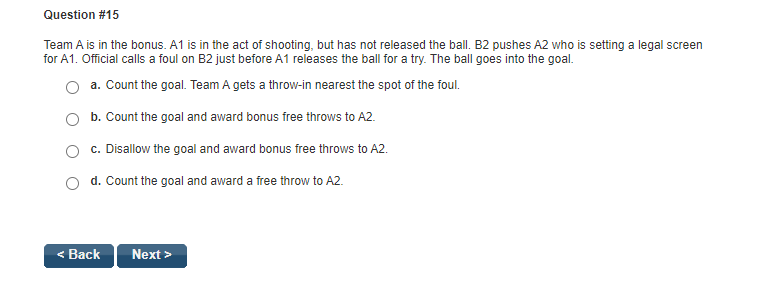 Question #15
Team A is in the bonus. A1 is in the act of shooting, but has not released the ball. B2 pushes A2 who is setting a legal screen
for A1. Official calls a foul on B2 just before A1 releases the ball for a try. The ball goes into the goal.
a. Count the goal. Team A gets a throw-in nearest the spot of the foul.
b. Count the goal and award bonus free throws to A2.
c. Disallow the goal and award bonus free throws to A2.
d. Count the goal and award a free throw to A2.
< Back Next >